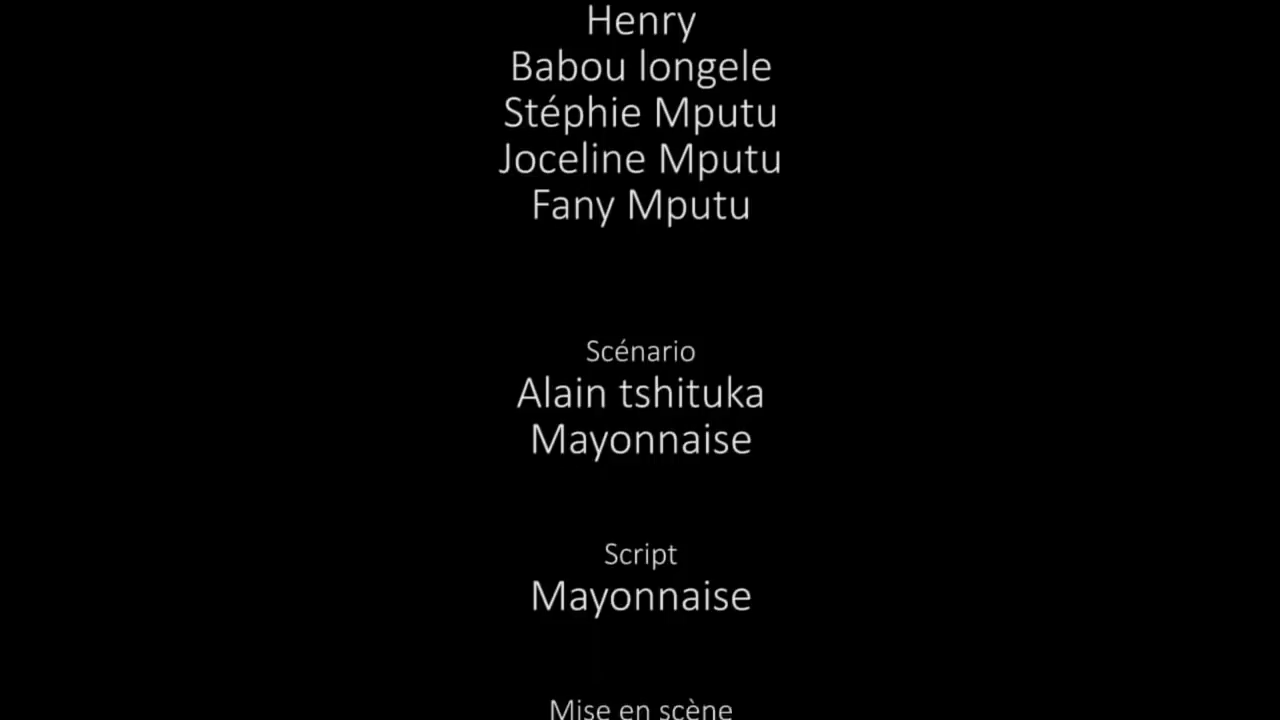 Henry
Babou longele
Stéphie Mputu
Joceline Mputu
Fany Mputu
Scénario
Alain tshituka
Mayonnaise
Script
Mayonnaise
Mise en scène